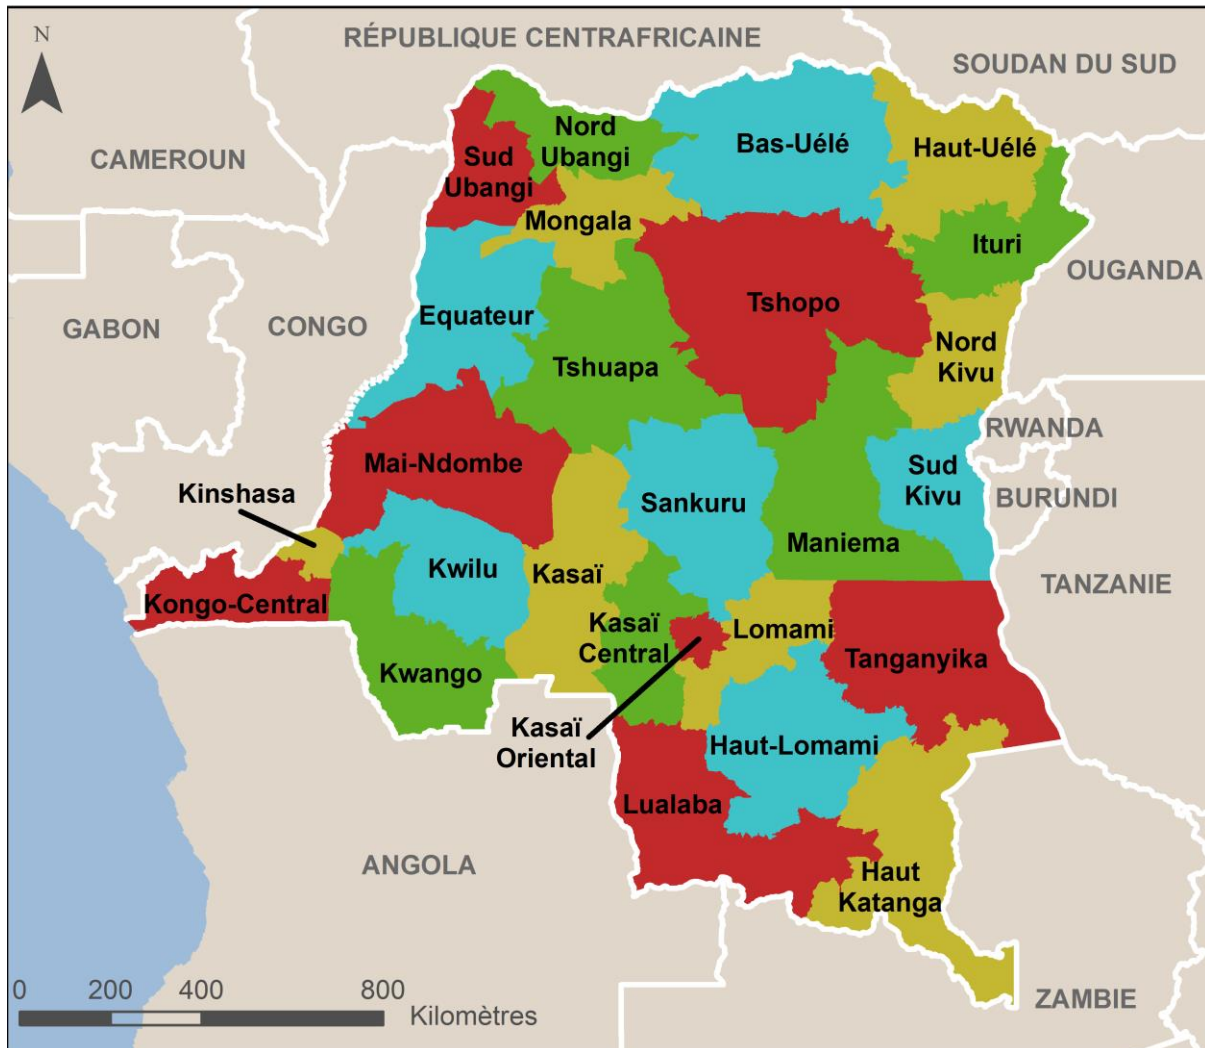 N
RÉPUBLIQUE CENTRAFRICAINE
SOUDAN DU SUD
CAMEROUN
Nord
Ubangi
Bas-Uélé
Haut-Uélé
Sud
Ubangi
Mongala
Ituri
OUGANDA
GABON
CONGO
Equateur
Tshopo
Nord
Kivu
Tshuapa
RWANDA
Mai-Ndombe
Sud
Kivu
Kinshasa
Sankuru
BURUNDI
Maniema
Kwilu
Kasaï
TANZANIE
Kongo-Central
Kasaï
Central
Lomami
Tanganyika
Kwango
Kasaï
Oriental
Haut-Lomami
Lualaba
ANGOLA
Haut
Katanga
ZAMBIE
0 200 400 800
Kilomètres